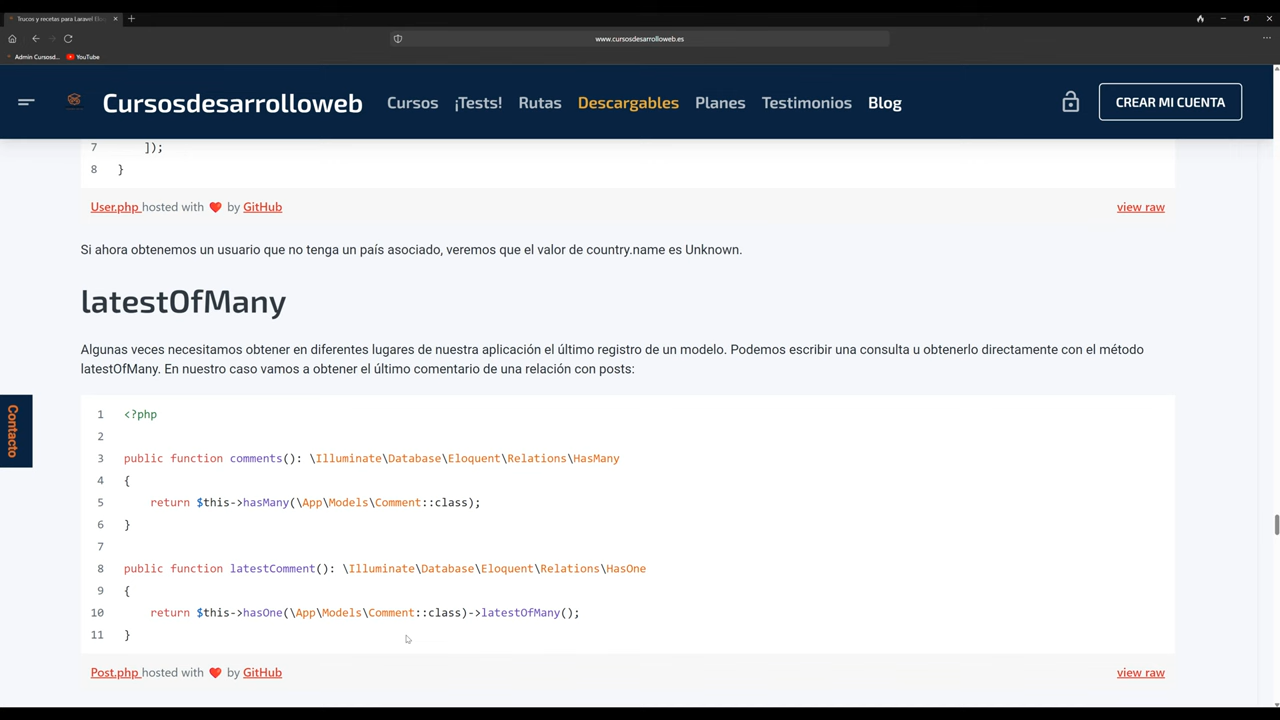 Trucos y recetas para Laravel Elo
www.cursosdesarrolloweb.es
Admin Cursosd... YouTube
Cursosdesarrolloweb Cursos ¡Tests! Rutas Descargables Planes Testimonios Blog CREAR MI CUENTA
7 ]);
8 }
User.php hosted with ❤ by GitHub view raw
Si ahora obtenemos un usuario que no tenga un país asociado, veremos que el valor de country.name es Unknown.
latestOfMany
Algunas veces necesitamos obtener en diferentes lugares de nuestra aplicación el último registro de un modelo. Podemos escribir una consulta u obtenerlo directamente con el método
latestOfMany. En nuestro caso vamos a obtener el último comentario de una relación con posts:
Contacto
1 <?php
2
3 public function comments(): \Illuminate\Database\Eloquent\Relations\HasMany
4 {
5 return $this->hasMany(\App\Models\Comment::class);
6 }
7
8 public function latestComment(): \Illuminate\Database\Eloquent\Relations\HasOne
9 {
10 return $this->hasOne(\App\Models\Comment::class)->latestOfMany();
11 }
Post.php hosted with ❤ by GitHub view raw